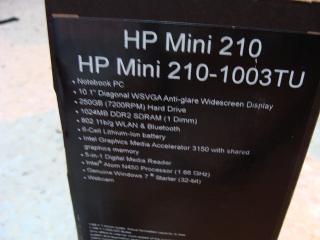 HP Mini 210
HP Mini 210-1003TU
• Notebook PC
• 10.1" Diagonal WSVGA Anti-glare Widescreen Display
• 250GB (7200RPM) Hard Drive
• 1024MB DDR2 SDRAM (1 Dimm)
• 802.11b/g WLAN & Bluetooth
• 6-Cell Lithium-Ion battery
• Intel Graphics Media Accelerator 3150 with shared
graphics memory
• 5-in-1 Digital Media Reader
• Intel® Atom N450 Processor (1.66 GHz)
• Genuine Windows 7® Starter (32-bit)
• Webcam